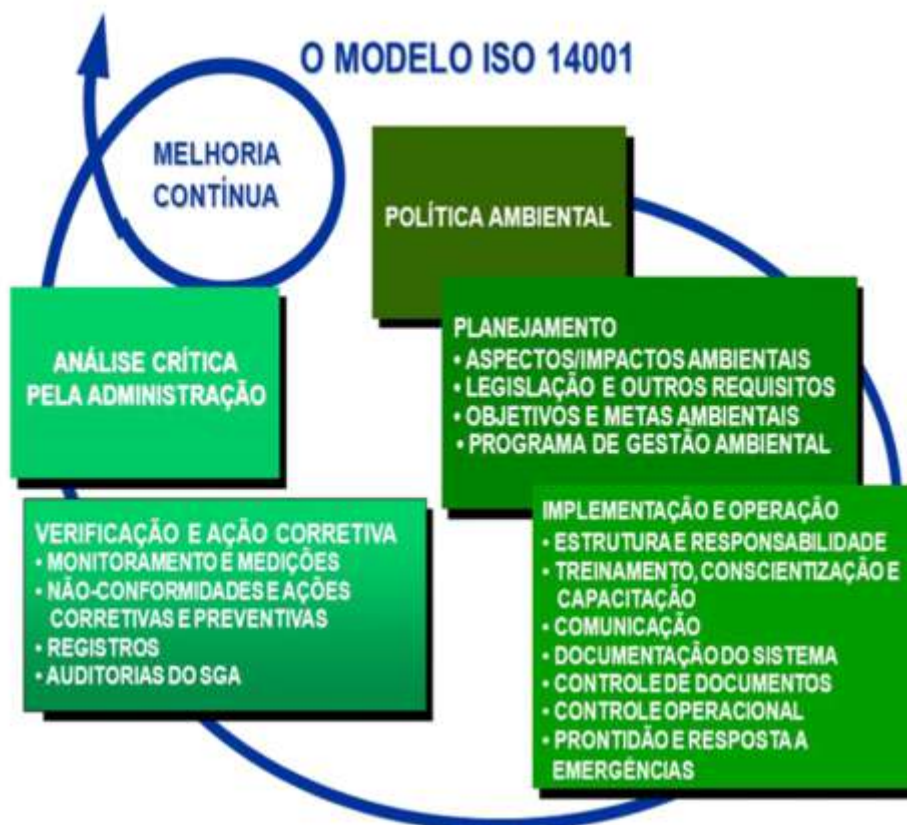 O MODELO ISO 14001
MELHORIA
CONTÍNUA
POLÍTICA AMBIENTAL
PLANEJAMENTO
• ASPECTOS/IMPACTOS AMBIENTAIS
• LEGISLAÇÃO E OUTROS REQUISITOS
• OBJETIVOS E METAS AMBIENTAIS
• PROGRAMA DE GESTÃO AMBIENTAL
IMPLEMENTAÇÃO E OPERAÇÃO
• ESTRUTURA E RESPONSABILIDADE
• TREINAMENTO, CONSCIENTIZAÇÃO E
CAPACITAÇÃO
• COMUNICAÇÃO
• DOCUMENTAÇÃO DO SISTEMA
• CONTROLE DE DOCUMENTOS
• CONTROLE OPERACIONAL
• PRONTIDÃO E RESPOSTA A
EMERGÊNCIAS
VERIFICAÇÃO E AÇÃO CORRETIVA
• MONITORAMENTO E MEDIÇÕES
• NÃO-CONFORMIDADES E AÇÕES
CORRETIVAS E PREVENTIVAS
• REGISTROS
• AUDITORIAS DO SGA
ANÁLISE CRÍTICA
PELA ADMINISTRAÇÃO